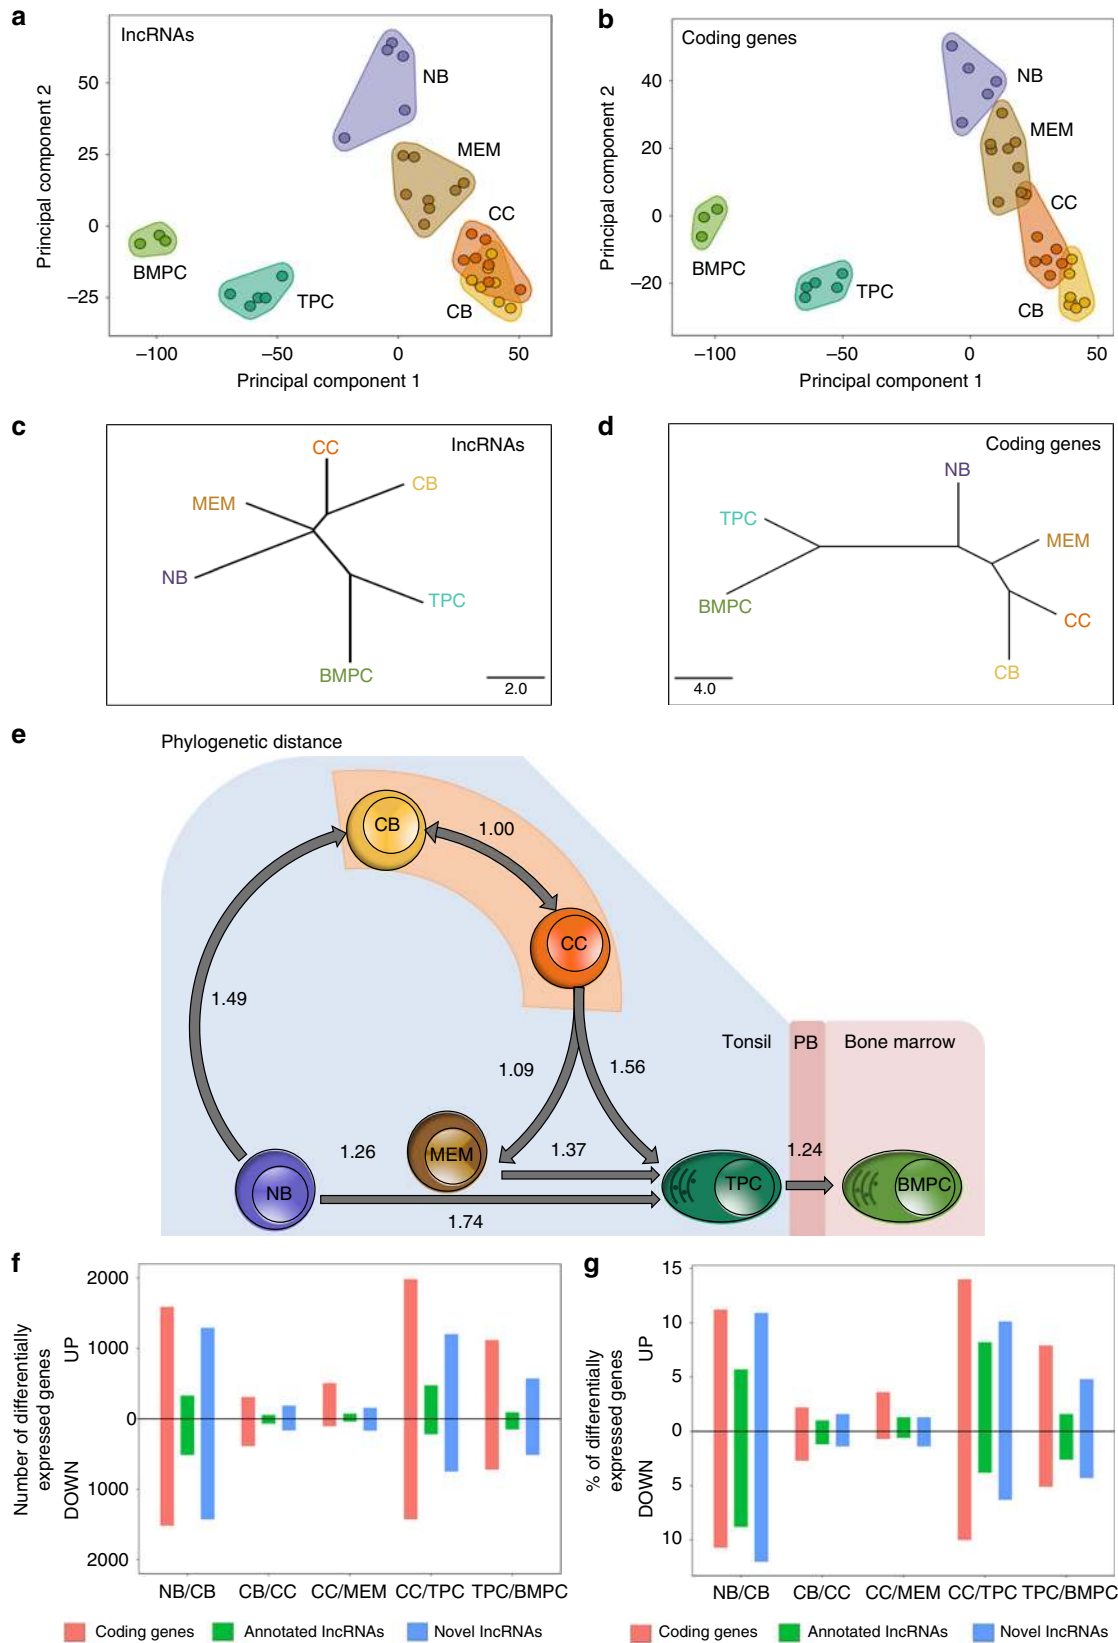 a
lncRNAs
Principal component 2
50
25
0
−25
NB
MEM
CC
CB
BMPC
TPC
−100
−50
0
50
Principal component 1
b
Coding genes
Principal component 2
40
20
0
−20
NB
MEM
CC
CB
BMPC
TPC
−100
−50
0
50
Principal component 1
c
lncRNAs
CC
CB
MEM
NB
TPC
BMPC
2.0
d
Coding genes
NB
TPC
MEM
BMPC
CC
CB
4.0
e
Phylogenetic distance
CB
1.00
CC
1.49
Tonsil
PB
Bone marrow
1.09
1.56
1.26
MEM
1.37
1.24
NB
TPC
BMPC
1.74
f
Number of differentially
expressed genes
DOWN
UP
2000
1000
0
1000
2000
NB/CB
CB/CC
CC/MEM
CC/TPC
TPC/BMPC
Coding genes
Annotated lncRNAs
Novel lncRNAs
g
% of differentially
expressed genes
DOWN
UP
15
10
5
0
5
10
NB/CB
CB/CC
CC/MEM
CC/TPC
TPC/BMPC
Coding genes
Annotated lncRNAs
Novel lncRNAs